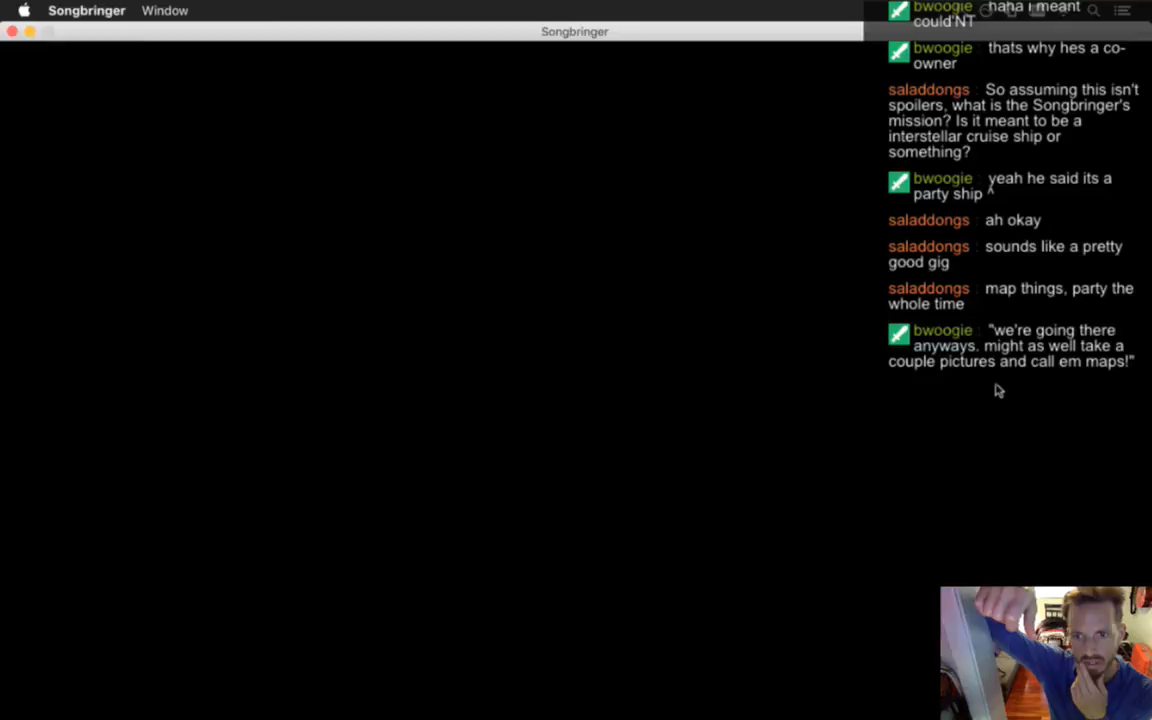 Songbringer Window
Songbringer
bwoogie : haha i meant
could'NT
bwoogie : thats why hes a co-
owner
saladdongs : So assuming this isn't
spoilers, what is the Songbringer's
mission? Is it meant to be a
interstellar cruise ship or
something?
bwoogie : yeah he said its a
party ship ^
saladdongs : ah okay
saladdongs : sounds like a pretty
good gig
saladdongs : map things, party the
whole time
bwoogie : "we're going there
anyways. might as well take a
couple pictures and call em maps!"